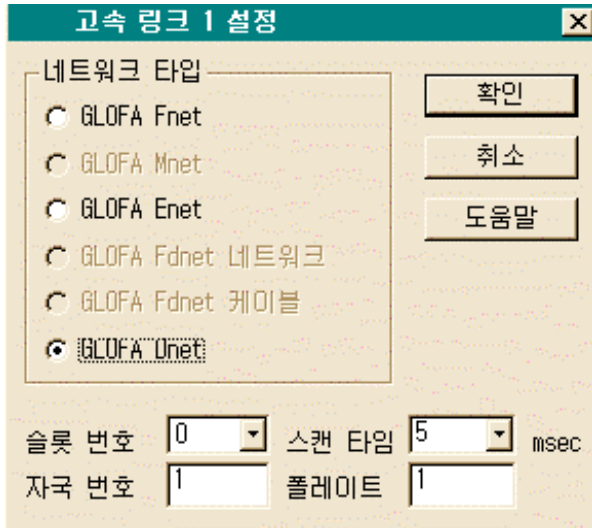 고속 링크 1 설정
네트워크 타입
GLOFA Fnet
GLOFA Mnet
GLOFA Enet
GLOFA Fdnet 네트워크
GLOFA Fdnet 케이블
GLOFA Dnet
확인
취소
도움말
슬롯 번호 0 스캔 타임 5 msec
자국 번호 1 폴레이트 1